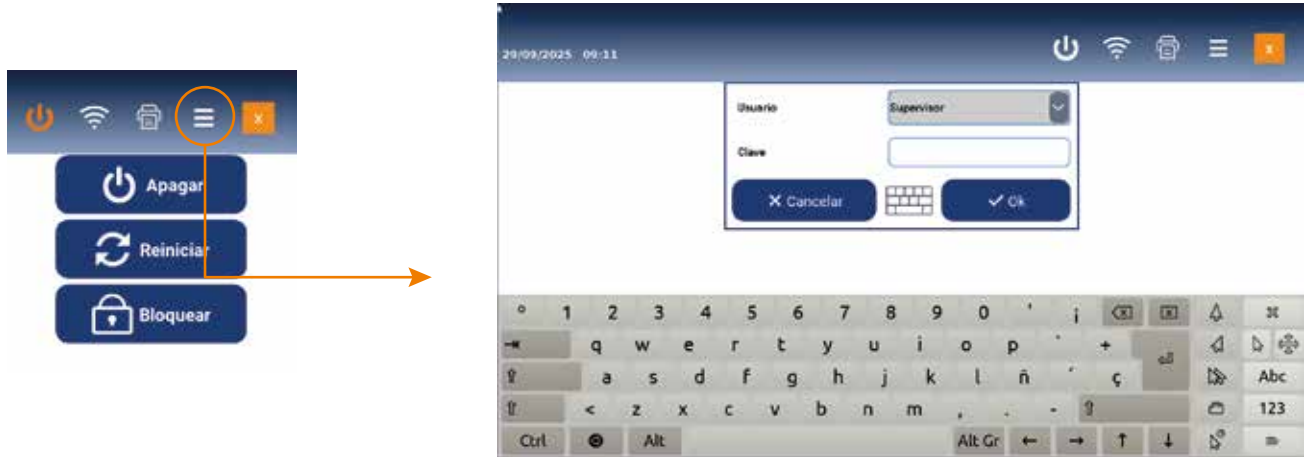 x
Apagar
Reiniciar
Bloquear
29/09/2025 09:11
x
Usuario
Supervisor
Clave
X Cancelar
Ok
º 1 2 3 4 5 6 7 8 9 0 ' ¡
q w e r t y u i o p ` +
a s d f g h j k l ñ ´ ç
Abc
< z x c v b n m , . -
123
Ctrl Alt Alt Gr ← → ↑ ↓